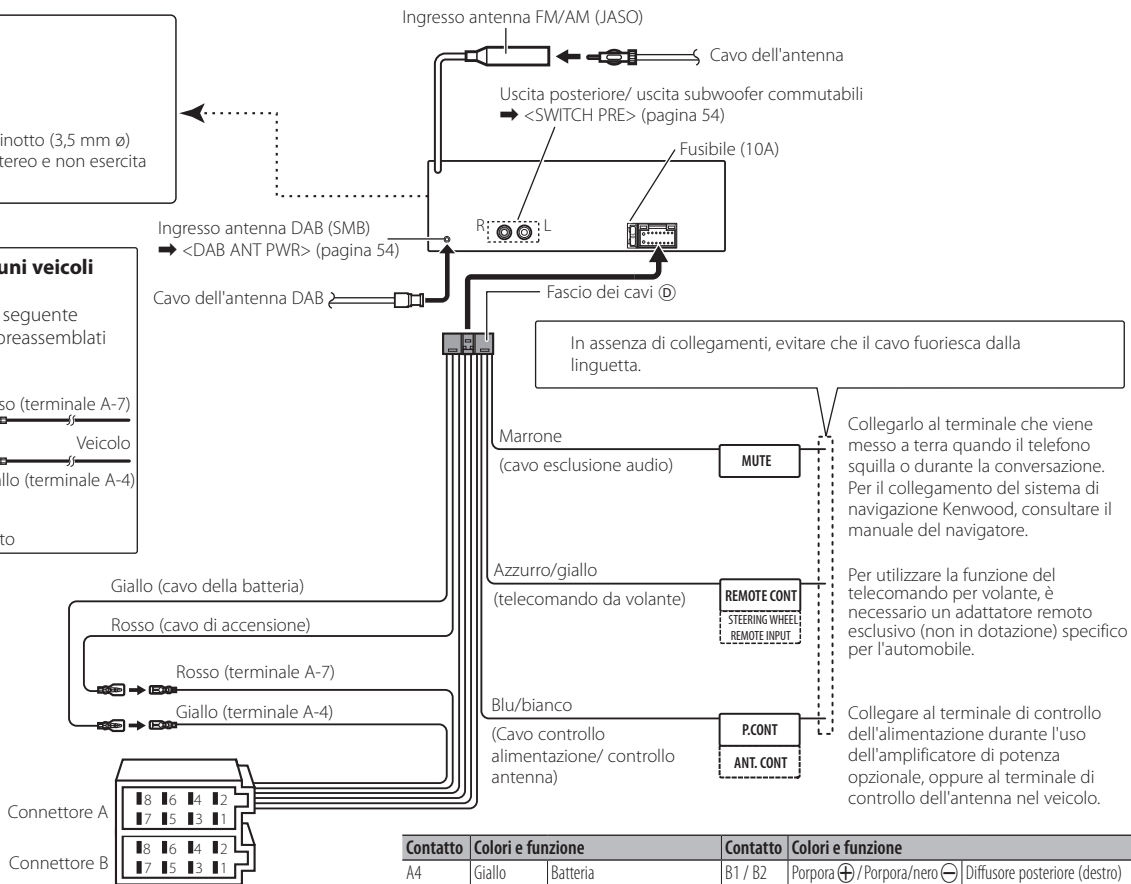 Ingresso antenna FM/AM (JASO)
Cavo dell'antenna
Uscita posteriore/ uscita subwoofer commutabili
➡ <SWITCH PRE> (pagina 54)
Fusibile (10A)
(3,5 mm ø)
e non esercita
R
L
Ingresso antenna DAB (SMB)
➡ <DAB ANT PWR> (pagina 54)
veicoli
Cavo dell'antenna DAB
Fascio dei cavi Ⓓ
seguente
preassemblati
In assenza di collegamenti, evitare che il cavo fuoriesca dalla
linguetta.
(terminale A-7)
Veicolo
(terminale A-4)
Marrone
(cavo esclusione audio)
MUTE
Collegarlo al terminale che viene
messo a terra quando il telefono
squilla o durante la conversazione.
Per il collegamento del sistema di
navigazione Kenwood, consultare il
manuale del navigatore.
Giallo (cavo della batteria)
Rosso (cavo di accensione)
Rosso (terminale A-7)
Giallo (terminale A-4)
Azzurro/giallo
(telecomando da volante)
REMOTE CONT
STEERING WHEEL
REMOTE INPUT
Per utilizzare la funzione del
telecomando per volante, è
necessario un adattatore remoto
esclusivo (non in dotazione) specifico
per l'automobile.
Blu/bianco
(Cavo controllo
alimentazione/ controllo
antenna)
P.CONT
ANT. CONT
Collegare al terminale di controllo
dell'alimentazione durante l'uso
dell'amplificatore di potenza
opzionale, oppure al terminale di
controllo dell'antenna nel veicolo.
Connettore A
8 6 4 2
7 5 3 1
Connettore B
8 6 4 2
7 5 3 1
Contatto Colori e funzione Contatto Colori e funzione
A4 Giallo Batteria B1 / B2 Porpora ⊕ / Porpora/nero ⊖ Diffusore posteriore (destro)